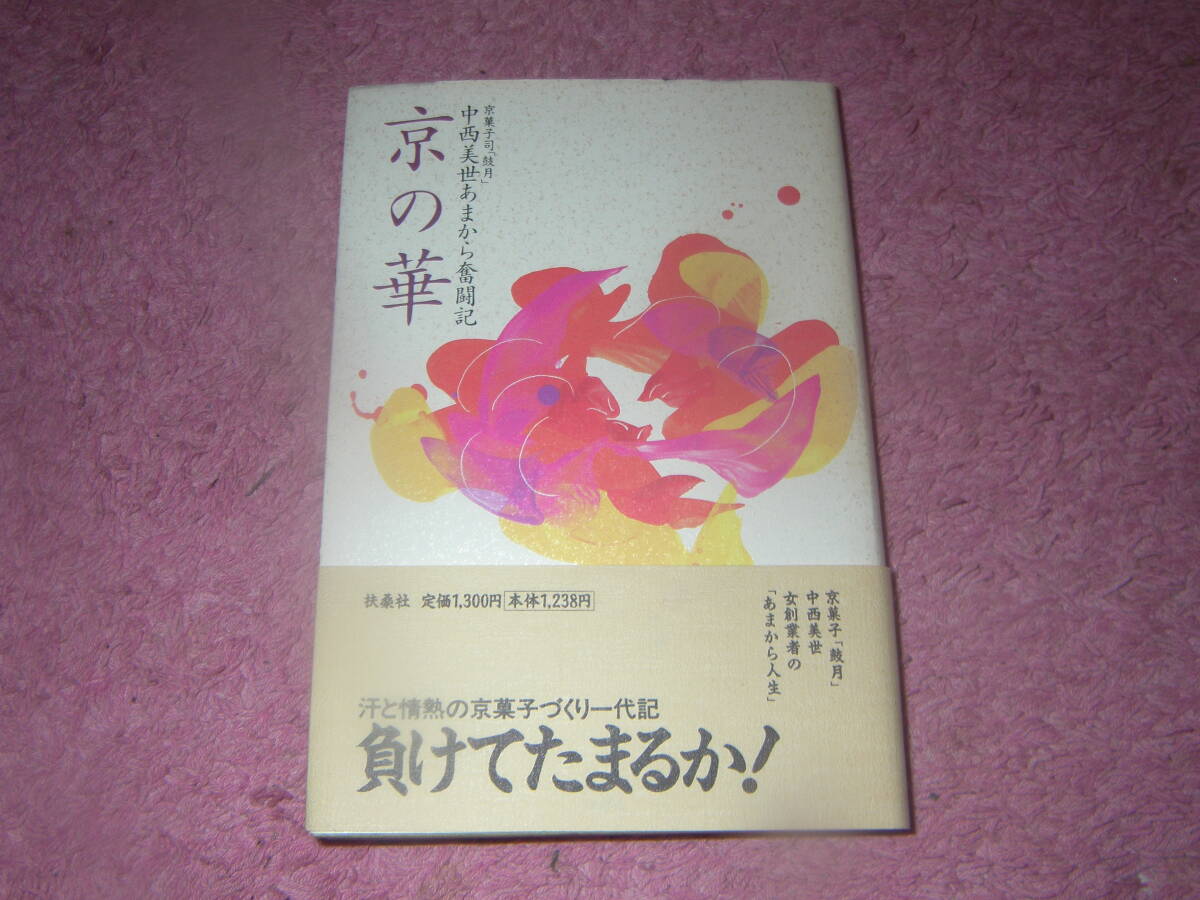 京の華
京菓子司「鼓月」
中西美世あまから奮闘記
扶桑社 定価1,300円 本体1,238円
京菓子「鼓月」
中西美世
女創業者の
「あまから人生」
汗と情熱の京菓子づくり一代記
負けてたまるか!